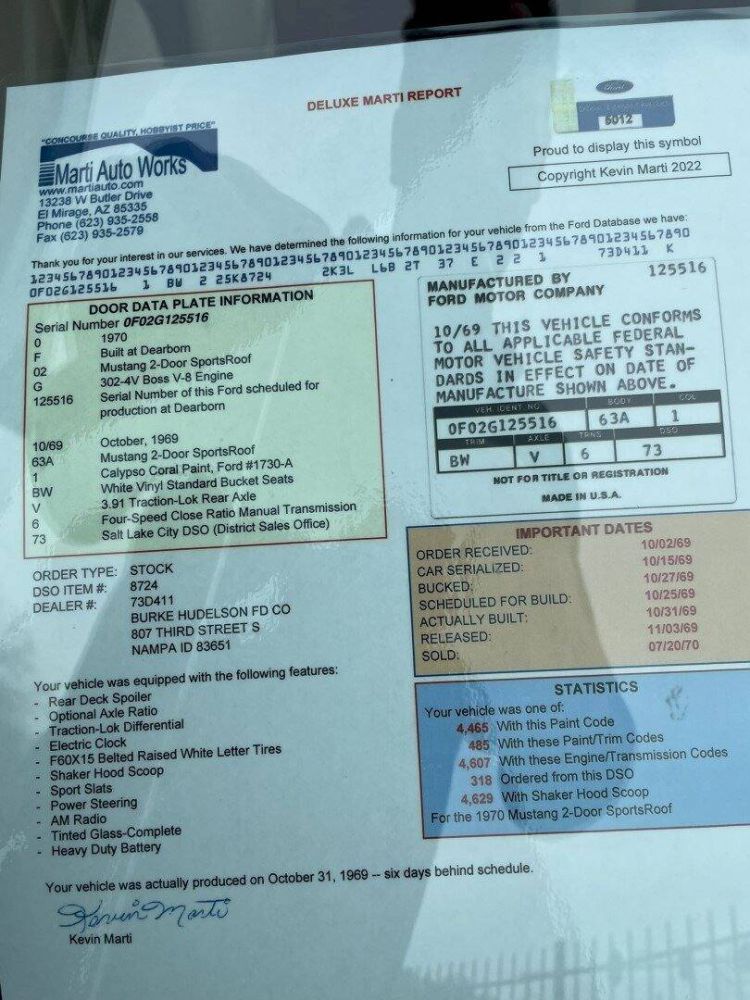 DELUXE MARTI REPORT
"CONCOURSE QUALITY, HOBBYIST PRICE"
Marti Auto Works
www.martiauto.com
13238 W Butler Drive
El Mirage, AZ 85335
Phone (623) 935-2558
Fax (623) 935-2579
Ford
5012
Proud to display this symbol
Copyright Kevin Marti 2022
Thank you for your interest in our services. We have determined the following information for your vehicle from the Ford Database we have:
12345678901234567890123456789012345678901234567890123456789012345678901234567890
0F02G125516 1 BW 2 25K8724 2K3L L6B 2T 37 E 2 2 1 73D411 K
DOOR DATA PLATE INFORMATION
Serial Number 0F02G125516
0 1970
F Built at Dearborn
02 Mustang 2-Door SportsRoof
G 302-4V Boss V-8 Engine
125516 Serial Number of this Ford scheduled for
production at Dearborn
10/69 October, 1969
63A Mustang 2-Door SportsRoof
1 Calypso Coral Paint, Ford #1730-A
BW White Vinyl Standard Bucket Seats
V 3.91 Traction-Lok Rear Axle
6 Four-Speed Close Ratio Manual Transmission
73 Salt Lake City DSO (District Sales Office)
MANUFACTURED BY 125516
FORD MOTOR COMPANY
10/69 THIS VEHICLE CONFORMS
TO ALL APPLICABLE FEDERAL
MOTOR VEHICLE SAFETY STAN-
DARDS IN EFFECT ON DATE OF
MANUFACTURE SHOWN ABOVE.
VEH. IDENT. NO. BODY COL
0F02G125516 63A 1
TRIM AXLE TRNS DSO
BW V 6 73
NOT FOR TITLE OR REGISTRATION
MADE IN U.S.A.
ORDER TYPE: STOCK
DSO ITEM #: 8724
DEALER #: 73D411
BURKE HUDELSON FD CO
807 THIRD STREET S
NAMPA ID 83651
IMPORTANT DATES
ORDER RECEIVED: 10/02/69
CAR SERIALIZED: 10/15/69
BUCKED: 10/27/69
SCHEDULED FOR BUILD: 10/25/69
ACTUALLY BUILT: 10/31/69
RELEASED: 11/03/69
SOLD: 07/20/70
Your vehicle was equipped with the following features:
- Rear Deck Spoiler
- Optional Axle Ratio
- Traction-Lok Differential
- Electric Clock
- F60X15 Belted Raised White Letter Tires
- Shaker Hood Scoop
- Sport Slats
- Power Steering
- AM Radio
- Tinted Glass-Complete
- Heavy Duty Battery
STATISTICS
Your vehicle was one of:
4,465 With this Paint Code
485 With these Paint/Trim Codes
4,607 With these Engine/Transmission Codes
318 Ordered from this DSO
4,629 With Shaker Hood Scoop
For the 1970 Mustang 2-Door SportsRoof
Your vehicle was actually produced on October 31, 1969 -- six days behind schedule.
Kevin Marti
Kevin Marti